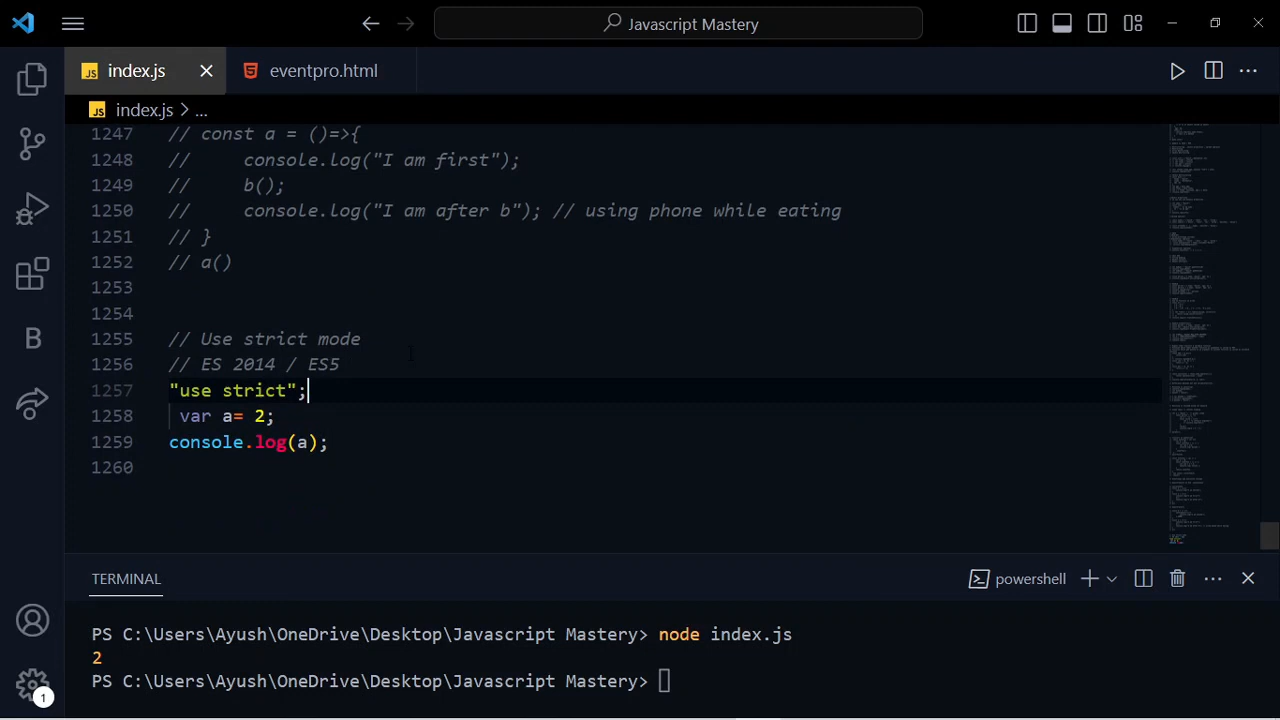 Javascript Mastery
index.js
eventpro.html
index.js > ...
1247 // const a = ()=>{
1248 //     console.log("I am first");
1249 //     b();
1250 //     console.log("I am after b"); // using phone while eating
1251 // }
1252 // a()
1253
1254
1255 // Use strict mode
1256 // ES 2014 / ES5
1257 "use strict";
1258  var a= 2;
1259 console.log(a);
1260
TERMINAL
powershell
PS C:\Users\Ayush\OneDrive\Desktop\Javascript Mastery> node index.js
2
PS C:\Users\Ayush\OneDrive\Desktop\Javascript Mastery>
B
1